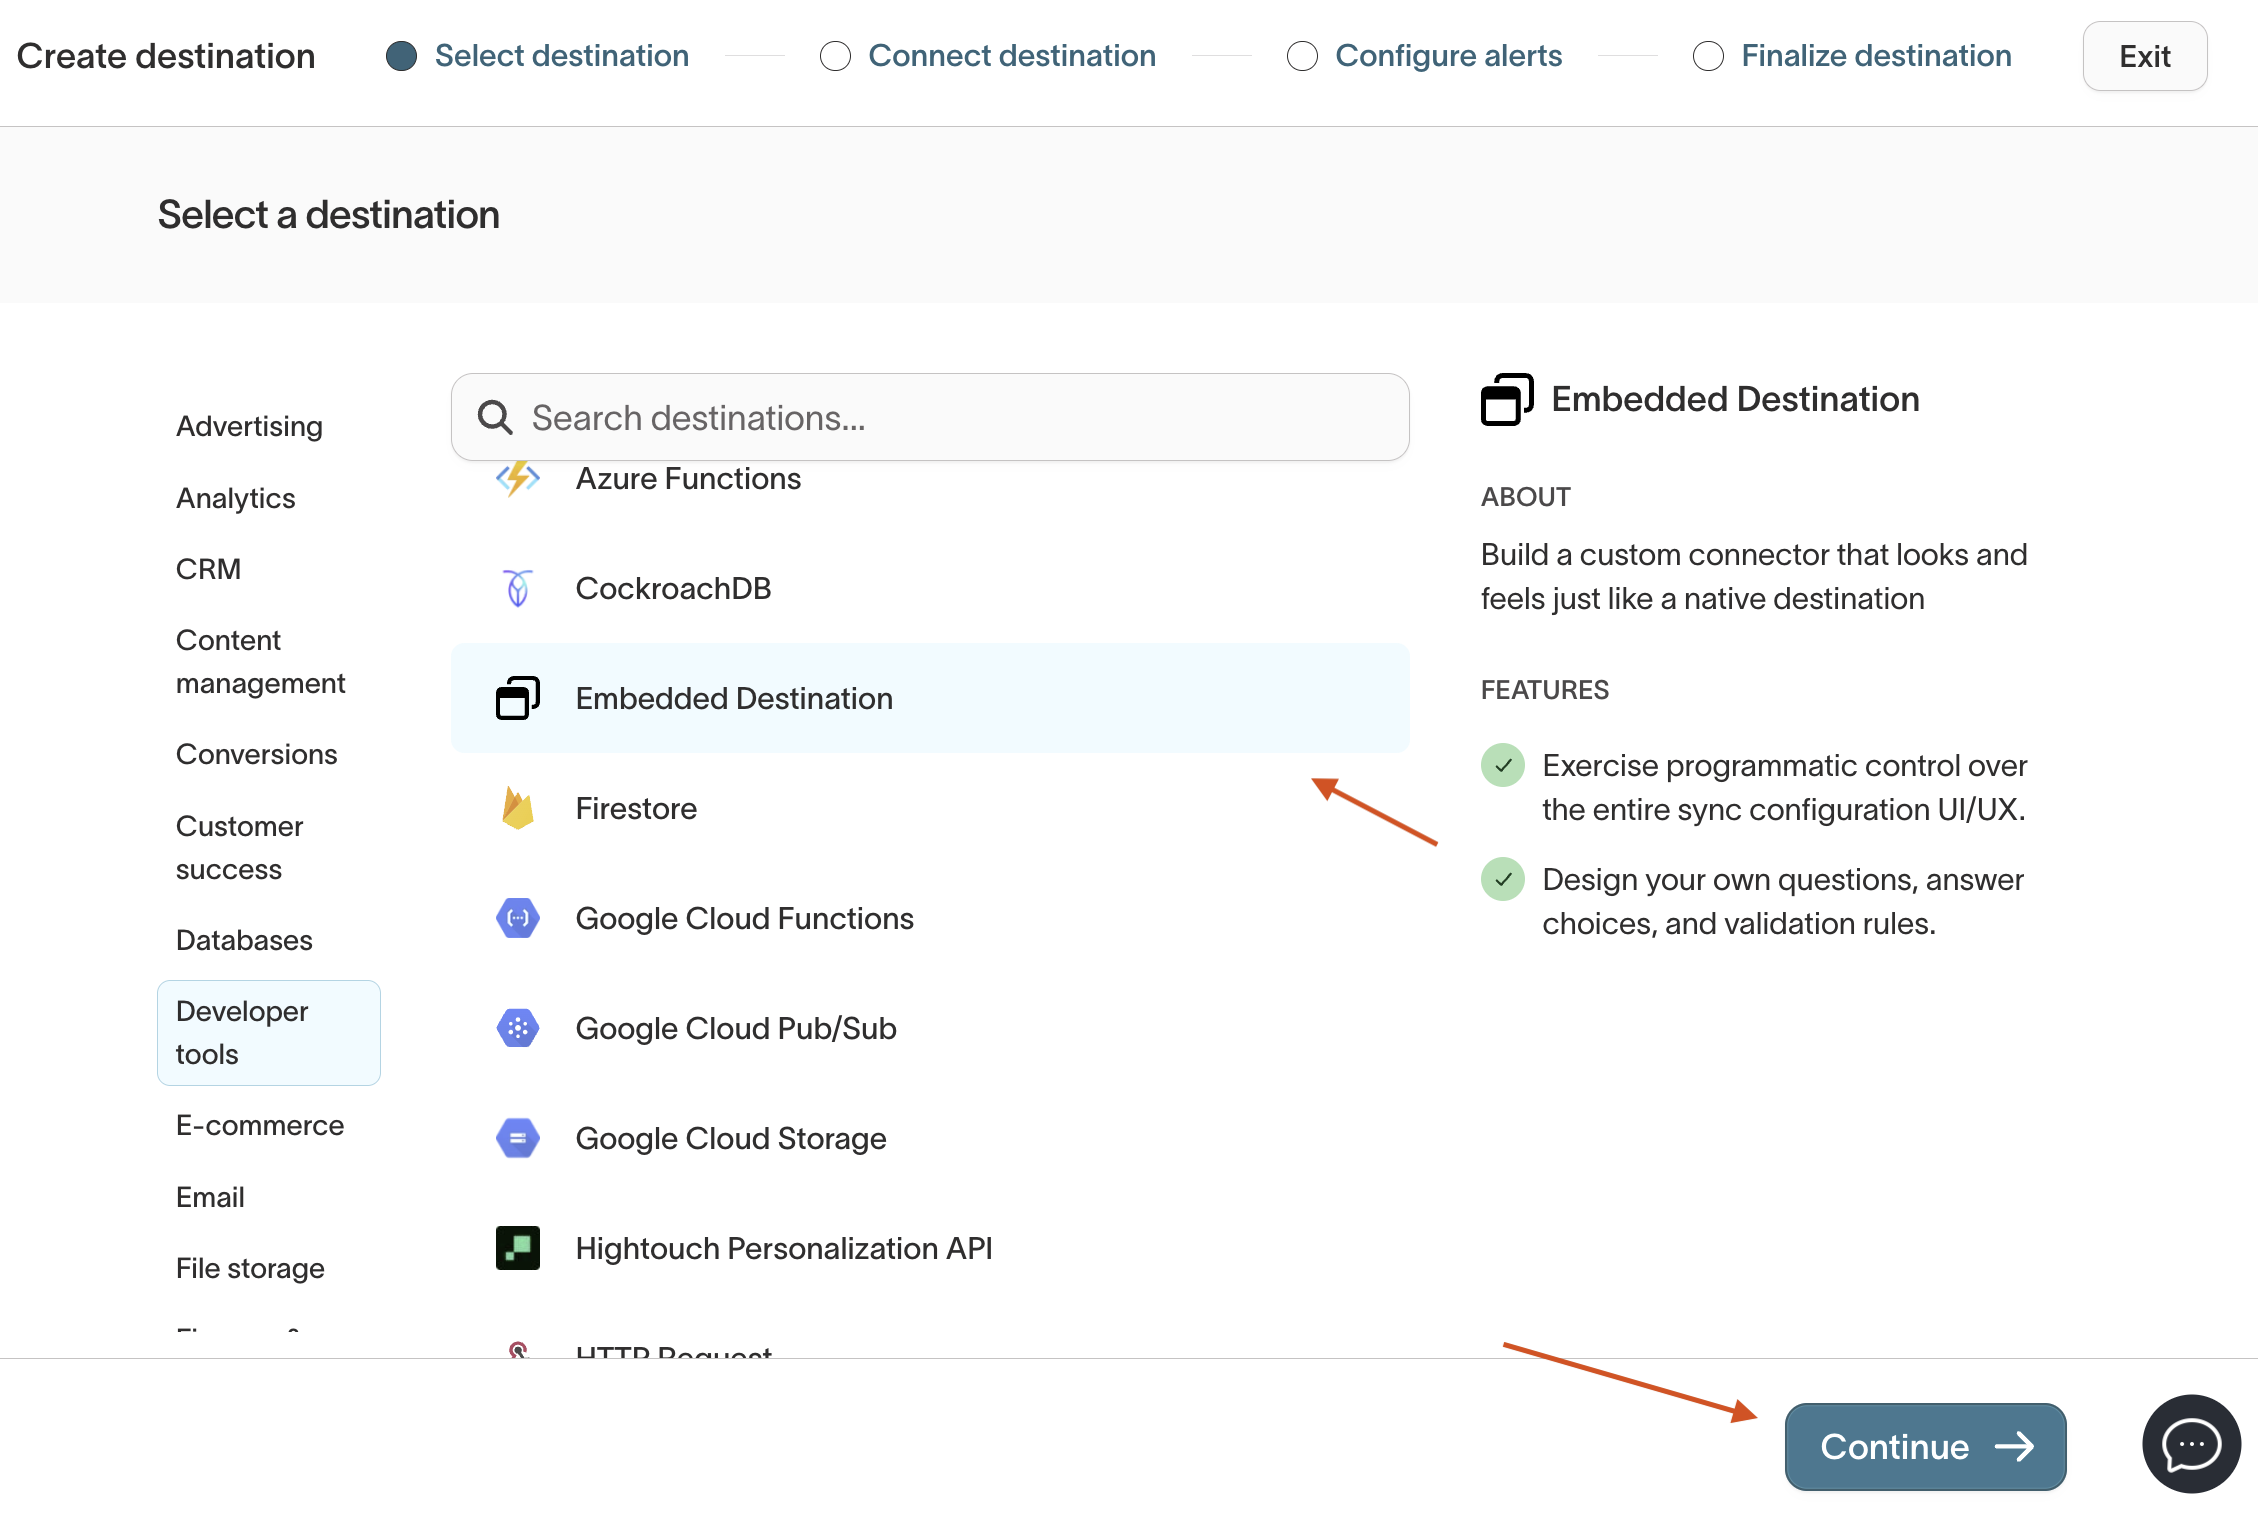 Create destination
Select destination
Connect destination
Configure alerts
Finalize destination
Exit
Select a destination
Advertising
Analytics
CRM
Content
management
Conversions
Customer
success
Databases
Developer
tools
E-commerce
Email
File storage
Search destinations...
Azure Functions
CockroachDB
Embedded Destination
Firestore
Google Cloud Functions
Google Cloud Pub/Sub
Google Cloud Storage
Hightouch Personalization API
HTTP Request
Embedded Destination
ABOUT
Build a custom connector that looks and
feels just like a native destination
FEATURES
Exercise programmatic control over
the entire sync configuration UI/UX.
Design your own questions, answer
choices, and validation rules.
Continue